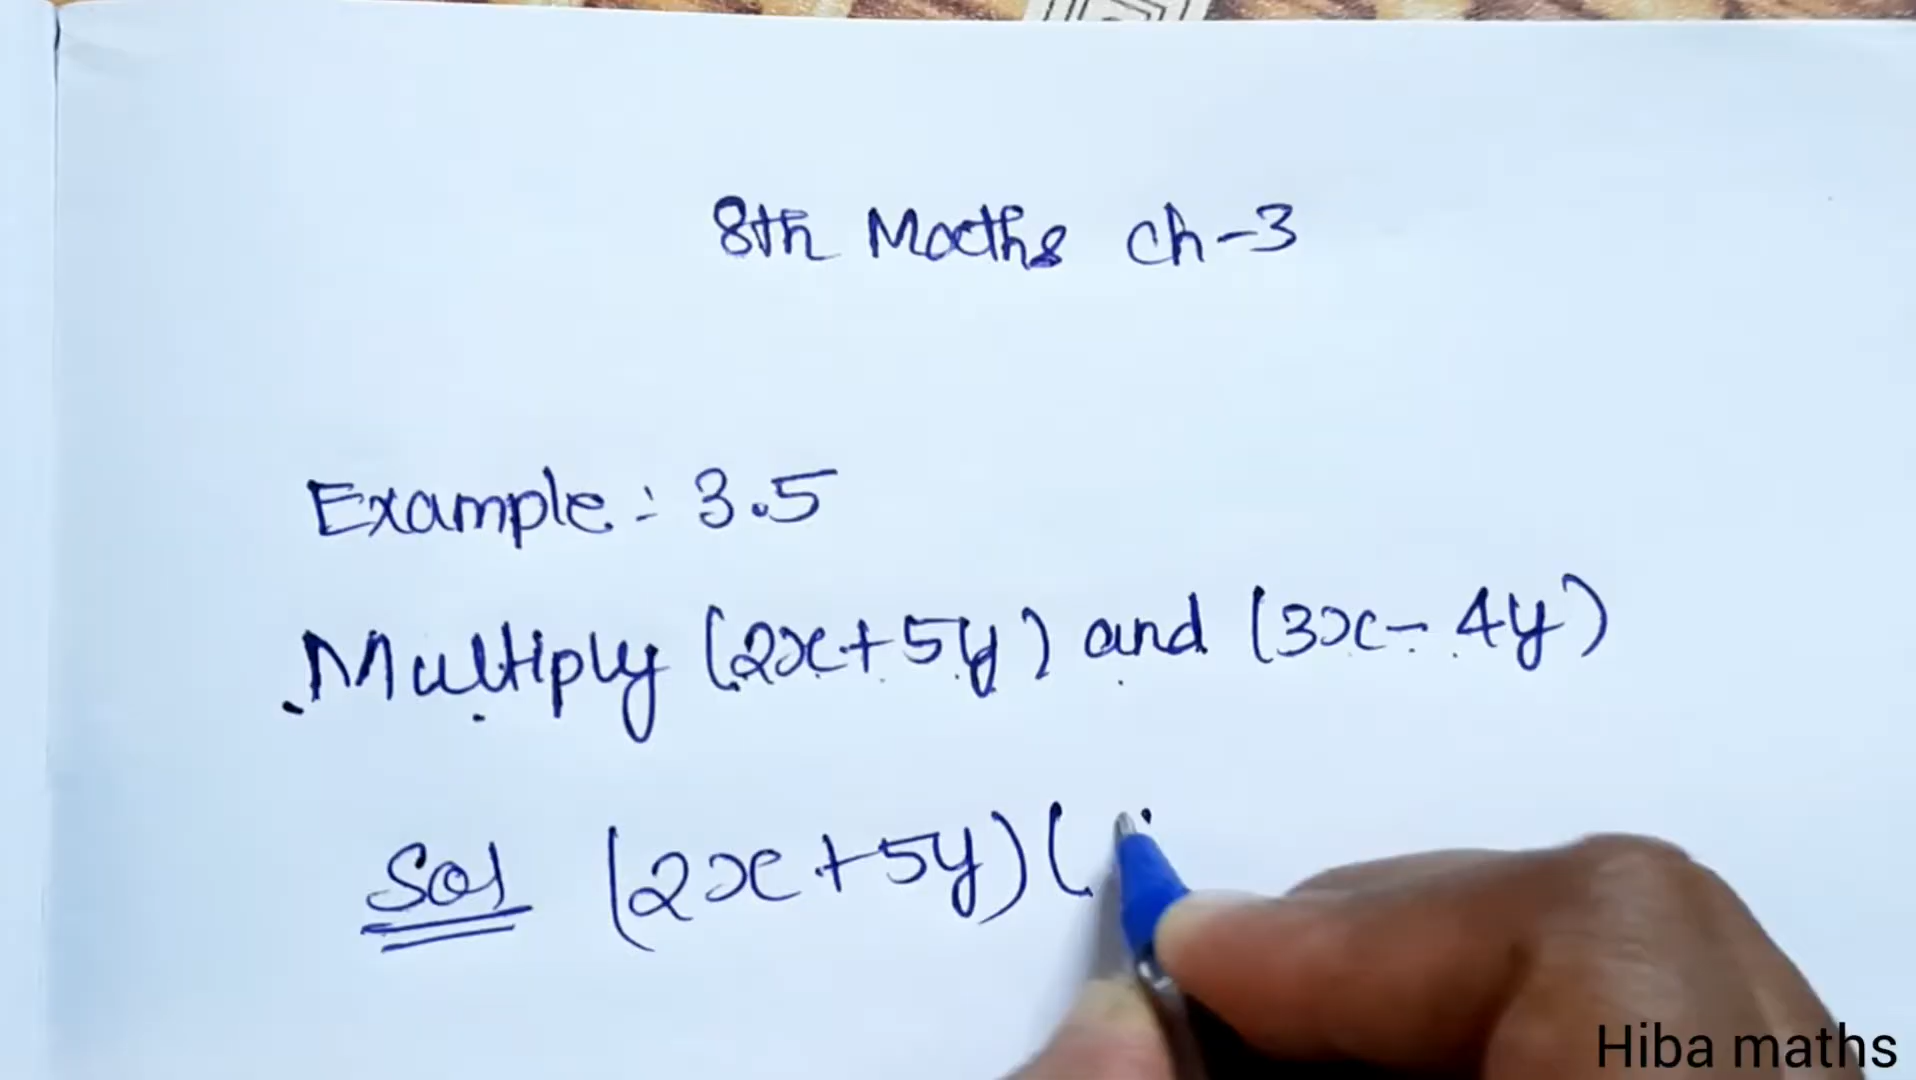 8th Maths Ch-3
Example: 3.5
Multiply (2x+5y) and (3x-4y)
Sol (2x+5y)(
Hiba maths